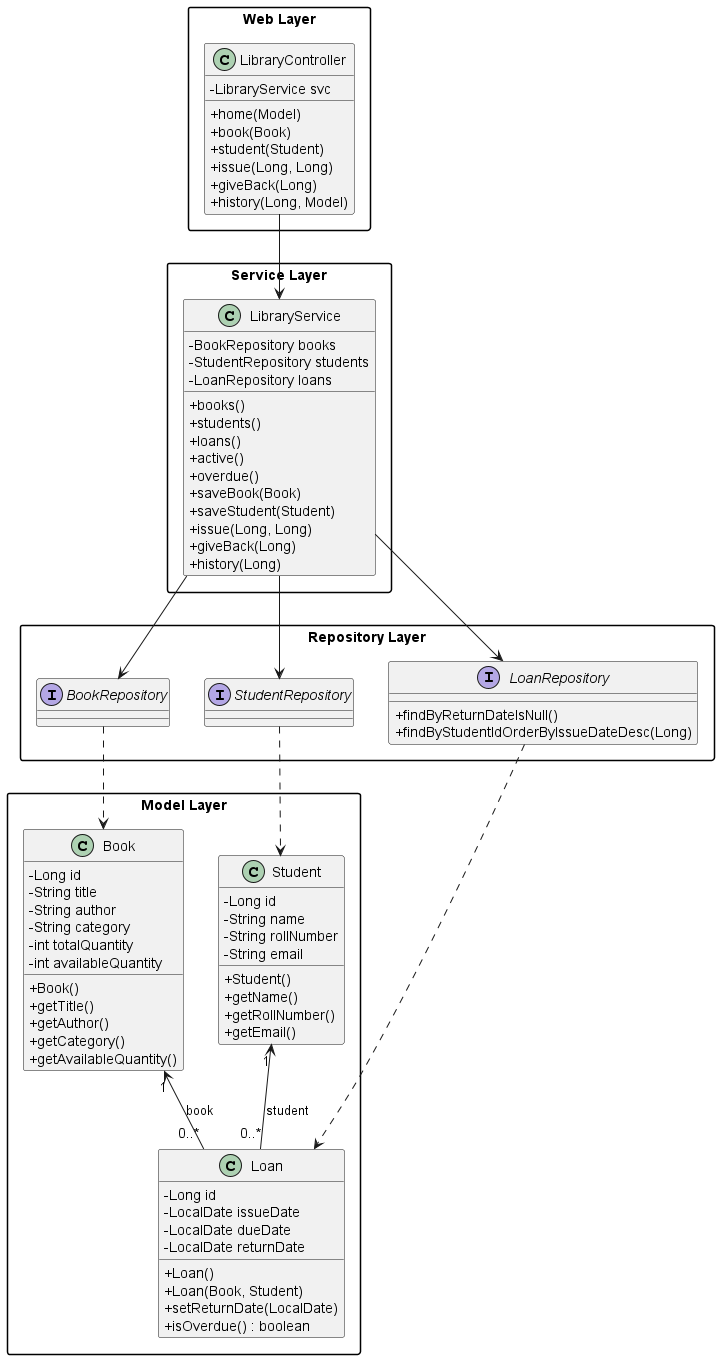 Web Layer
C LibraryController
-LibraryService svc
+home(Model)
+book(Book)
+student(Student)
+issue(Long, Long)
+giveBack(Long)
+history(Long, Model)
Service Layer
C LibraryService
-BookRepository books
-StudentRepository students
-LoanRepository loans
+books()
+students()
+loans()
+active()
+overdue()
+saveBook(Book)
+saveStudent(Student)
+issue(Long, Long)
+giveBack(Long)
+history(Long)
Repository Layer
I BookRepository
I StudentRepository
I LoanRepository
+findByReturnDateIsNull()
+findByStudentIdOrderByIssueDateDesc(Long)
Model Layer
C Book
-Long id
-String title
-String author
-String category
-int totalQuantity
-int availableQuantity
+Book()
+getTitle()
+getAuthor()
+getCategory()
+getAvailableQuantity()
C Student
-Long id
-String name
-String rollNumber
-String email
+Student()
+getName()
+getRollNumber()
+getEmail()
1
1
book
student
0..*
0..*
C Loan
-Long id
-LocalDate issueDate
-LocalDate dueDate
-LocalDate returnDate
+Loan()
+Loan(Book, Student)
+setReturnDate(LocalDate)
+isOverdue() : boolean